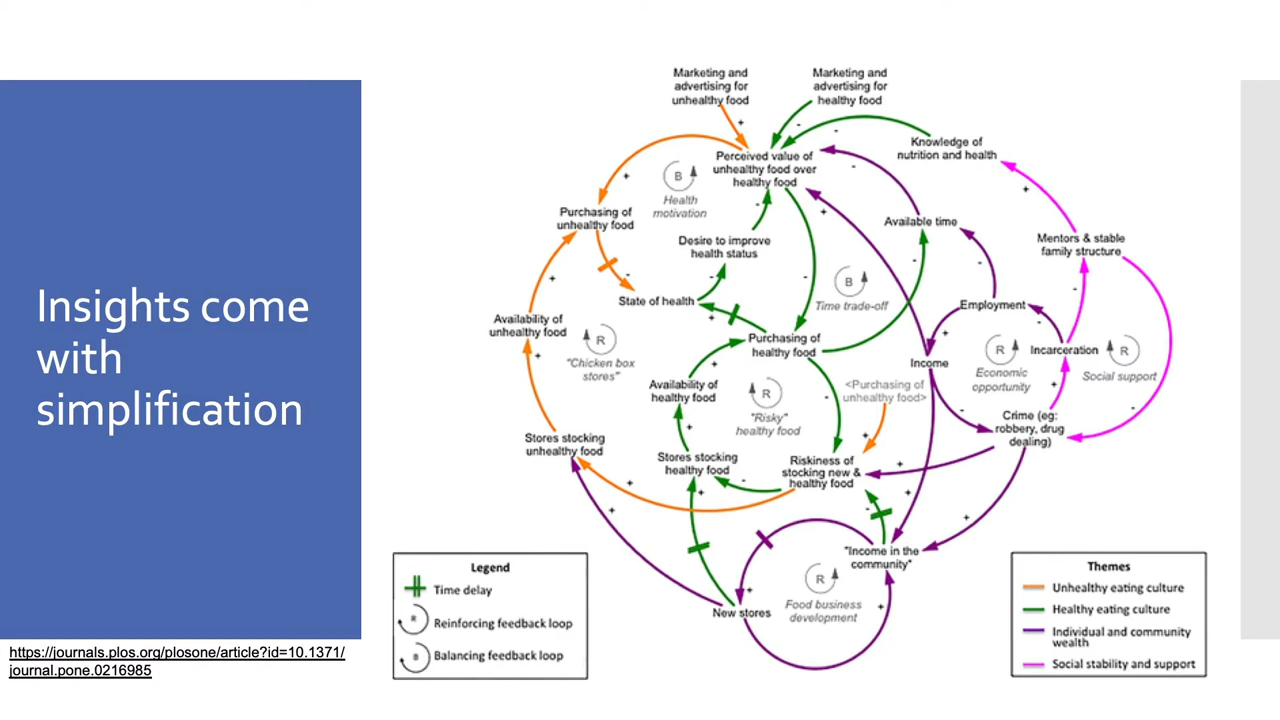 Insights come
with
simplification
https://journals.plos.org/plosone/article?id=10.1371/
journal.pone.0216985
Marketing and
advertising for
unhealthy food
Marketing and
advertising for
healthy food
+
-
-
Knowledge of
nutrition and health
Perceived value of
unhealthy food over
healthy food
-
+
B
Health
motivation
+
-
+
Purchasing of
unhealthy food
Available time
Desire to improve
health status
Mentors & stable
family structure
-
-
-
-
-
B
Time trade-off
State of health
+
-
Availability of
unhealthy food
+
R
"Chicken box
stores"
+
Purchasing of
healthy food
Employment
+
-
Income
R
Economic
opportunity
Incarceration
R
Social support
+
Availability of
healthy food
+
R
"Risky"
healthy food
-
<Purchasing of
unhealthy food>
+
-
+
-
Crime (eg:
robbery, drug
dealing)
Stores stocking
unhealthy food
Stores stocking
healthy food
Riskiness of
stocking new &
healthy food
+
+
-
+
+
+
-
+
+
"Income in the
community"
R
Food business
development
+
+
New stores
Legend
Time delay
R
Reinforcing feedback loop
B
Balancing feedback loop
Themes
Unhealthy eating culture
Healthy eating culture
Individual and community
wealth
Social stability and support